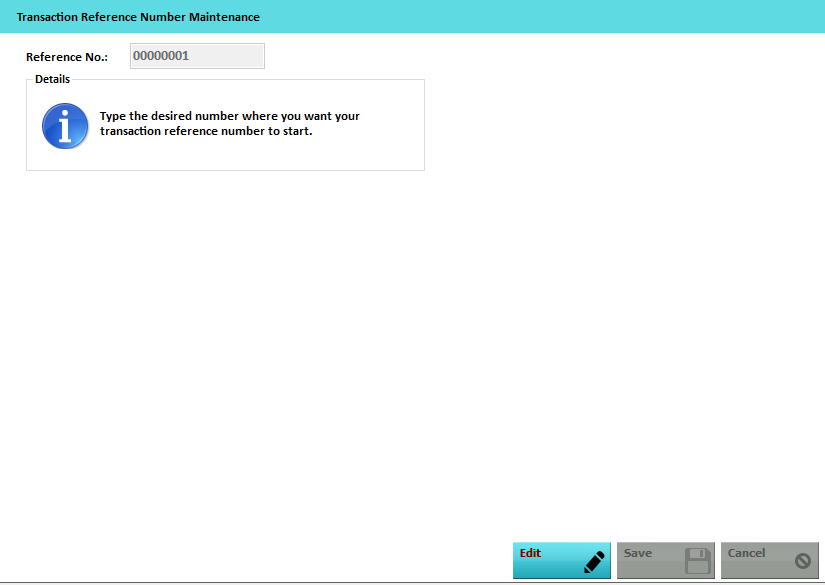 Transaction Reference Number Maintenance
Reference No.: 00000001
Details
Type the desired number where you want your
transaction reference number to start.
Edit Save Cancel